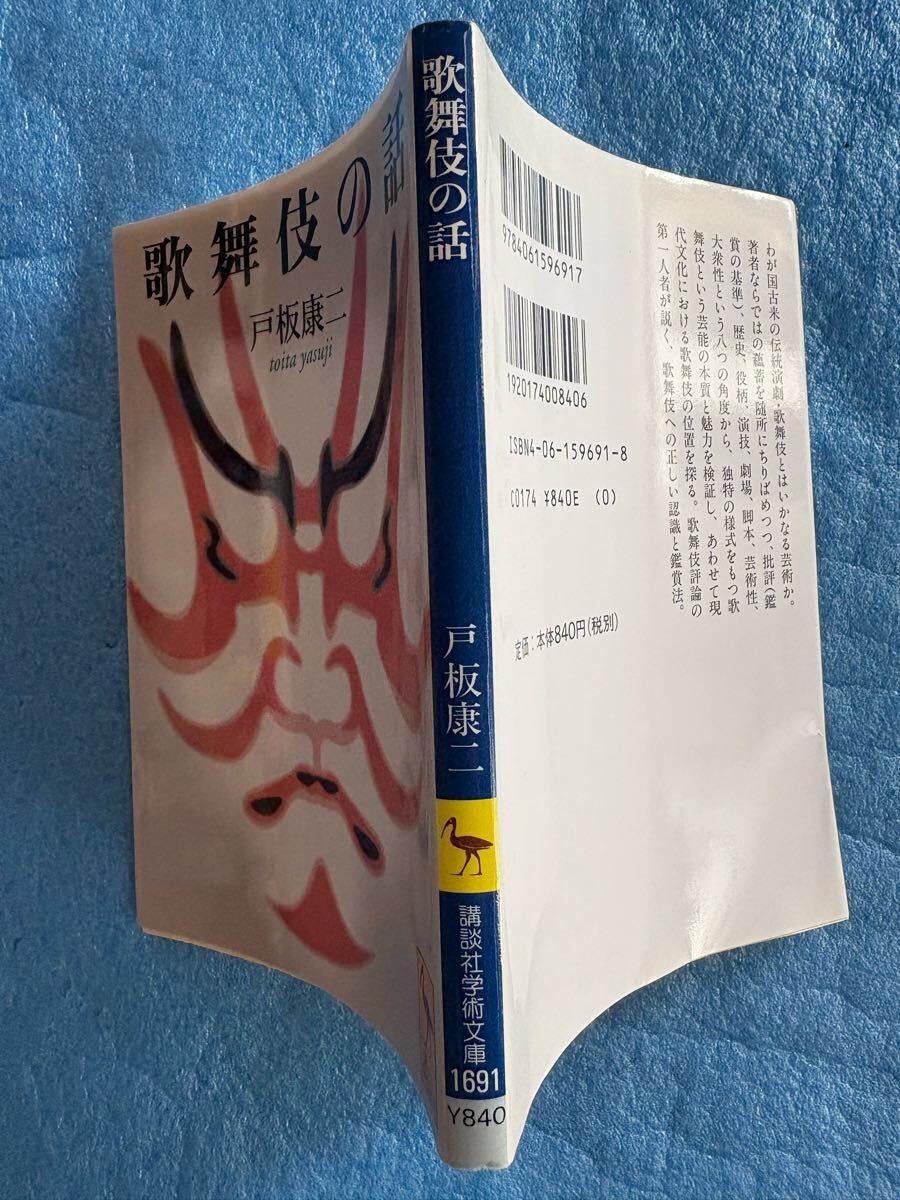 歌舞伎の話
戸板康二
toita yasuji
歌舞伎の話
戸板康二
講談社学術文庫
1691
Y840
9784061596917
1920174008406
ISBN4-06-159691-8
C0174 ¥840E (0)
定価:本体840円(税別)
わが国古来の伝統演劇・歌舞伎とはいかなる芸術か。
著者ならではの蘊蓄を随所にちりばめつつ、批評(鑑
賞の基準)、歴史、役柄、演技、劇場、脚本、芸術性、
大衆性という八つの角度から、独特の様式をもつ歌
舞伎という芸能の本質と魅力を検証し、あわせて現
代文化における歌舞伎の位置を探る。歌舞伎評論の
第一人者が説く、歌舞伎への正しい認識と鑑賞法。